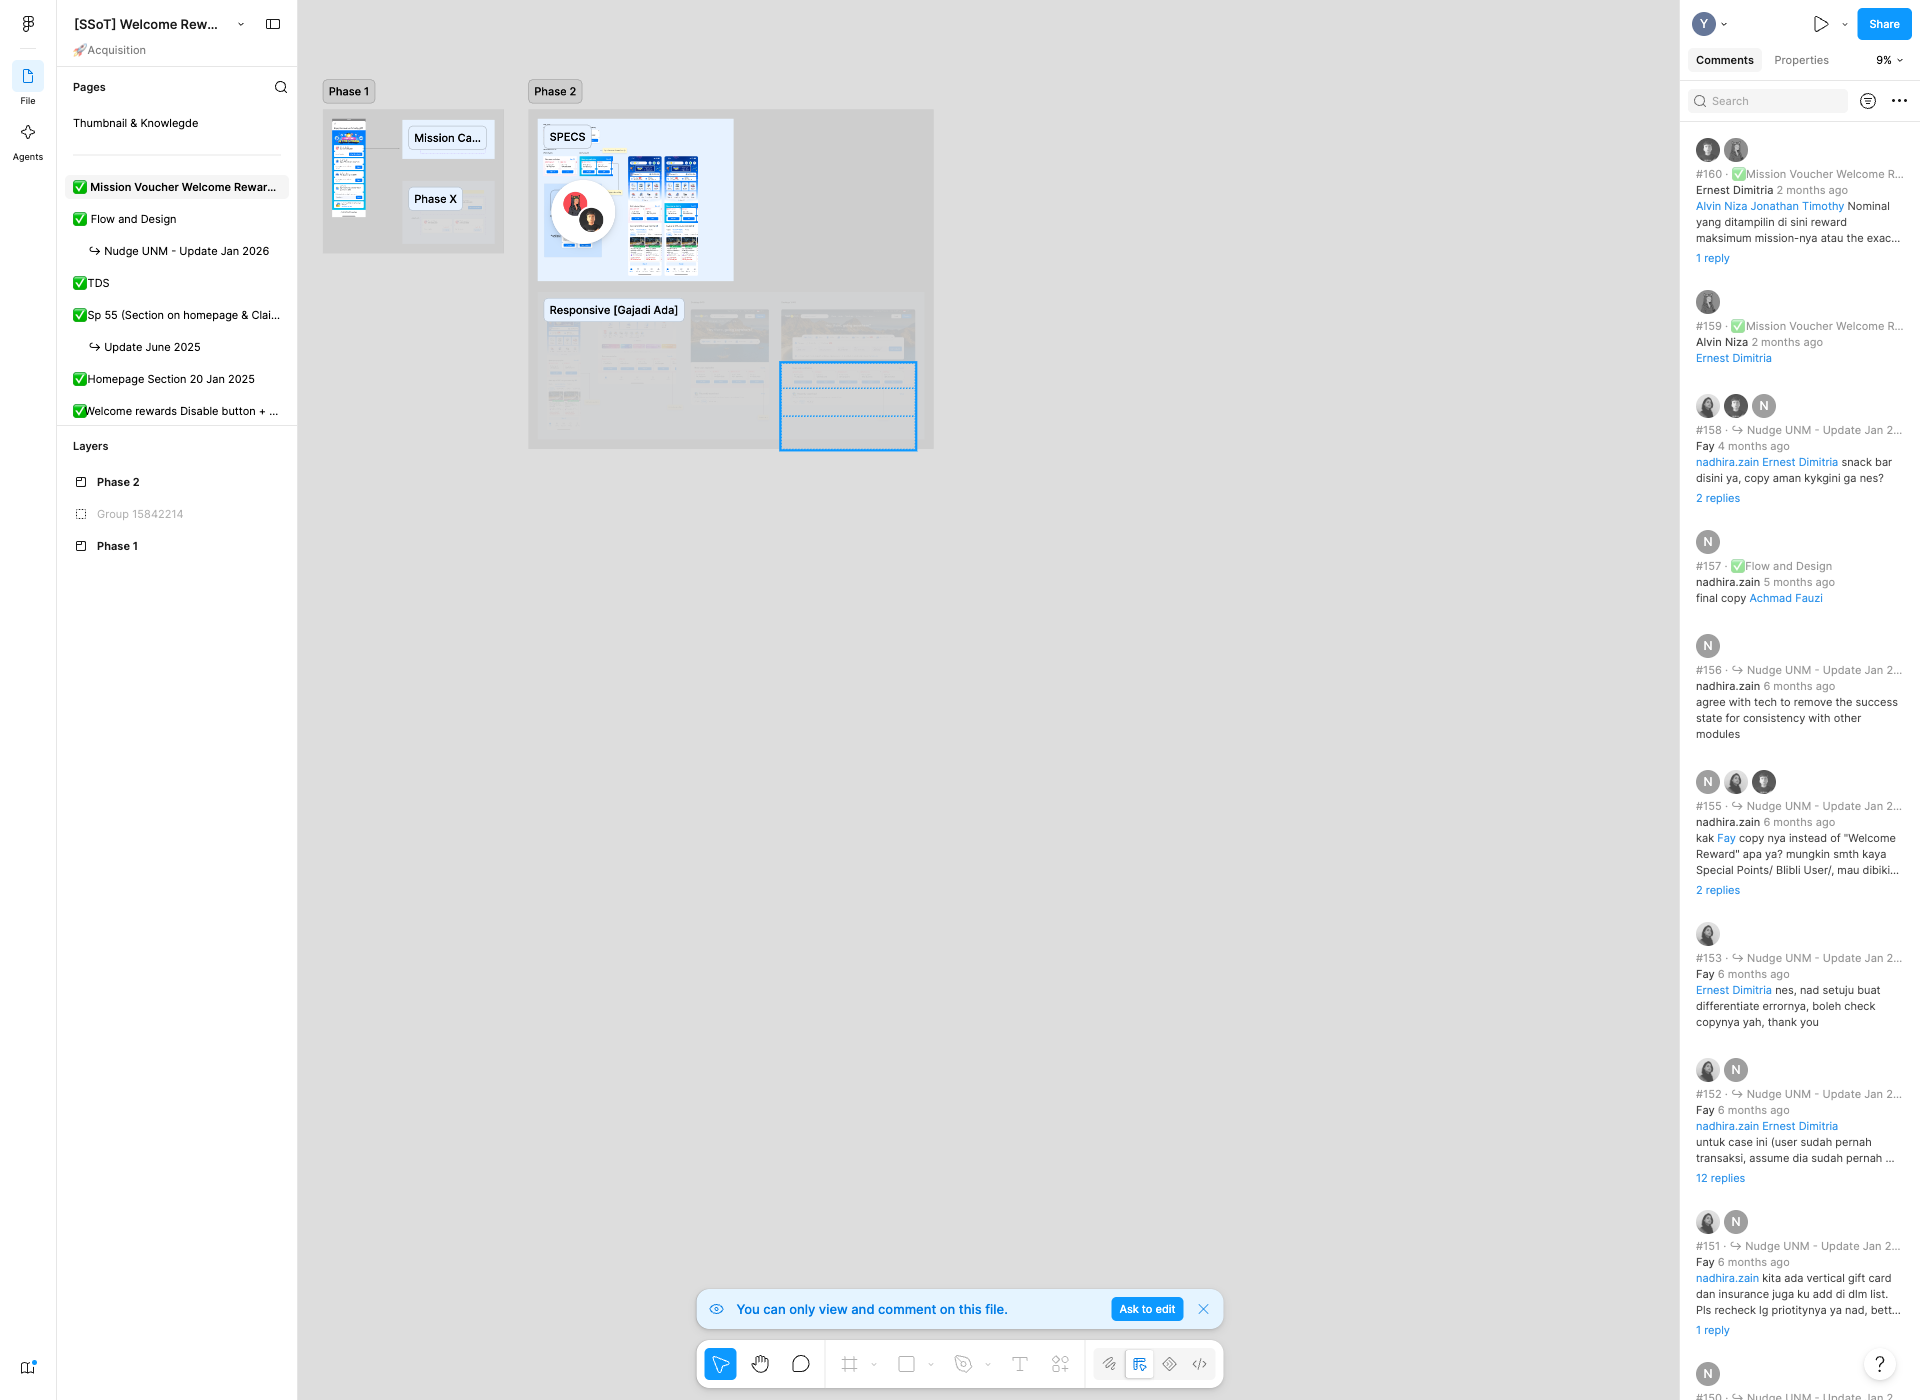 [SSoT] Welcome Rew...
🚀Acquisition
File
Agents
Pages
Thumbnail & Knowlegde
✅ Mission Voucher Welcome Rewar...
✅ Flow and Design
↪ Nudge UNM - Update Jan 2026
✅TDS
✅Sp 55 (Section on homepage & Clai...
↪ Update June 2025
✅Homepage Section 20 Jan 2025
✅Welcome rewards Disable button + ...
Layers
Phase 2
Group 15842214
Phase 1
Phase 1
Mission Ca...
Phase X
Phase 2
SPECS
Responsive [Gajadi Ada]
You can only view and comment on this file.
Ask to edit
Y
Share
Comments
Properties
9%
Search
#160 · ✅Mission Voucher Welcome R...
Ernest Dimitria 2 months ago
Alvin Niza Jonathan Timothy Nominal
yang ditampilin di sini reward
maksimum mission-nya atau the exac...
1 reply
#159 · ✅Mission Voucher Welcome R...
Alvin Niza 2 months ago
Ernest Dimitria
N
#158 · ↪ Nudge UNM - Update Jan 2...
Fay 4 months ago
nadhira.zain Ernest Dimitria snack bar
disini ya, copy aman kykgini ga nes?
2 replies
N
#157 · ✅Flow and Design
nadhira.zain 5 months ago
final copy Achmad Fauzi
N
#156 · ↪ Nudge UNM - Update Jan 2...
nadhira.zain 6 months ago
agree with tech to remove the success
state for consistency with other
modules
N
#155 · ↪ Nudge UNM - Update Jan 2...
nadhira.zain 6 months ago
kak Fay copy nya instead of "Welcome
Reward" apa ya? mungkin smth kaya
Special Points/ Blibli User/, mau dibiki...
2 replies
#153 · ↪ Nudge UNM - Update Jan 2...
Fay 6 months ago
Ernest Dimitria nes, nad setuju buat
differentiate errornya, boleh check
copynya yah, thank you
N
#152 · ↪ Nudge UNM - Update Jan 2...
Fay 6 months ago
nadhira.zain Ernest Dimitria
untuk case ini (user sudah pernah
transaksi, assume dia sudah pernah ...
12 replies
N
#151 · ↪ Nudge UNM - Update Jan 2...
Fay 6 months ago
nadhira.zain kita ada vertical gift card
dan insurance juga ku add di dlm list.
Pls recheck lg priotitynya ya nad, bett...
1 reply
N
#150 · ↪ Nudge UNM - Update Jan 2...
?